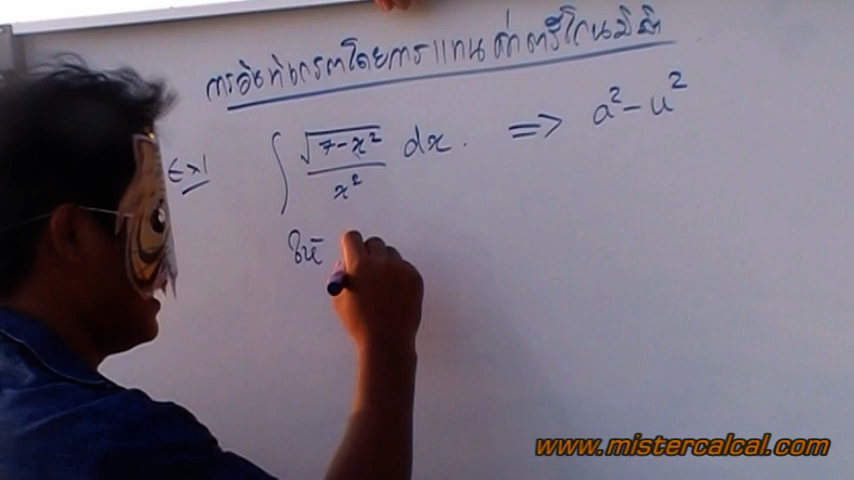 การอินทิเกรตโดยการแทนค่าตรีโกณมิติ
Ex1 ∫ √(7-x²)/x² dx. ⇒ a²-u²
ให้
www.mistercalcal.com